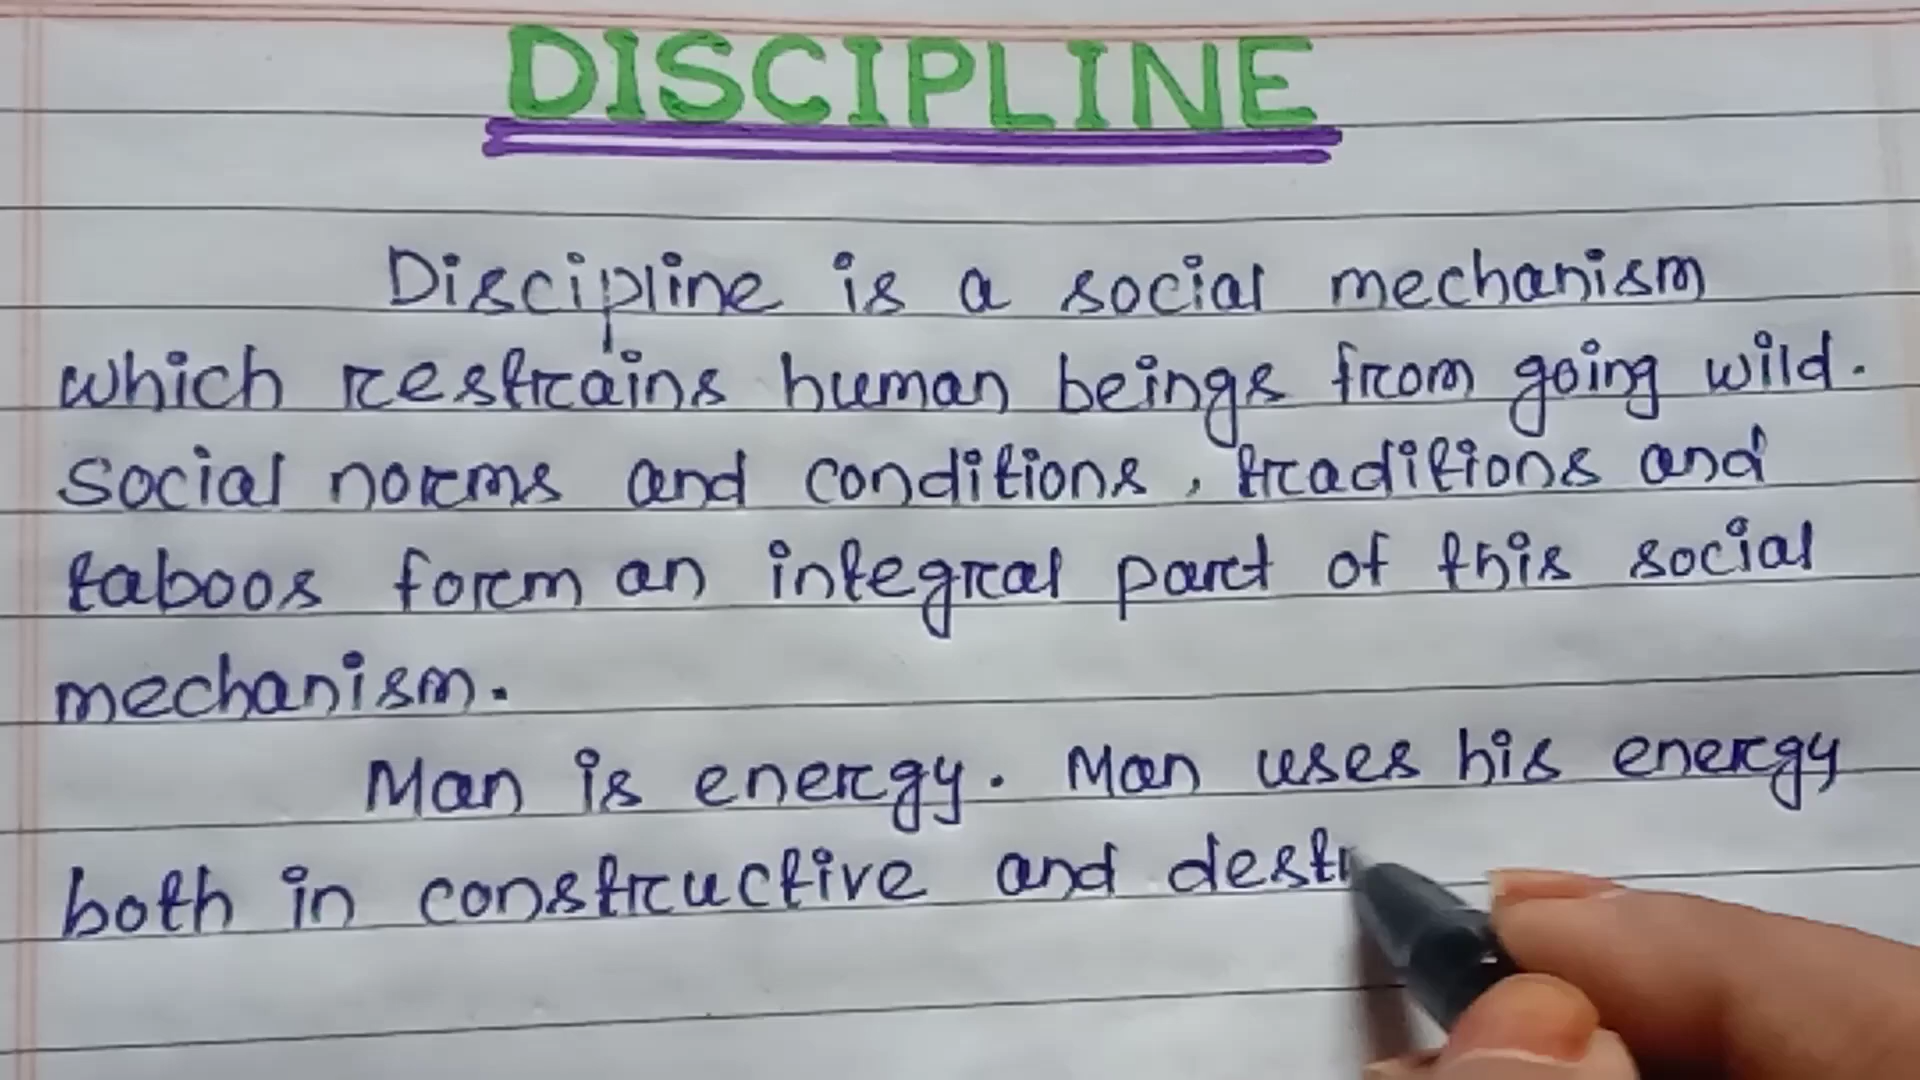 DISCIPLINE
Discipline is a social mechanism
which restrains human beings from going wild.
Social norms and conditions, traditions and
taboos form an integral part of this social
mechanism.
Man is energy. Man uses his energy
both in constructive and destr